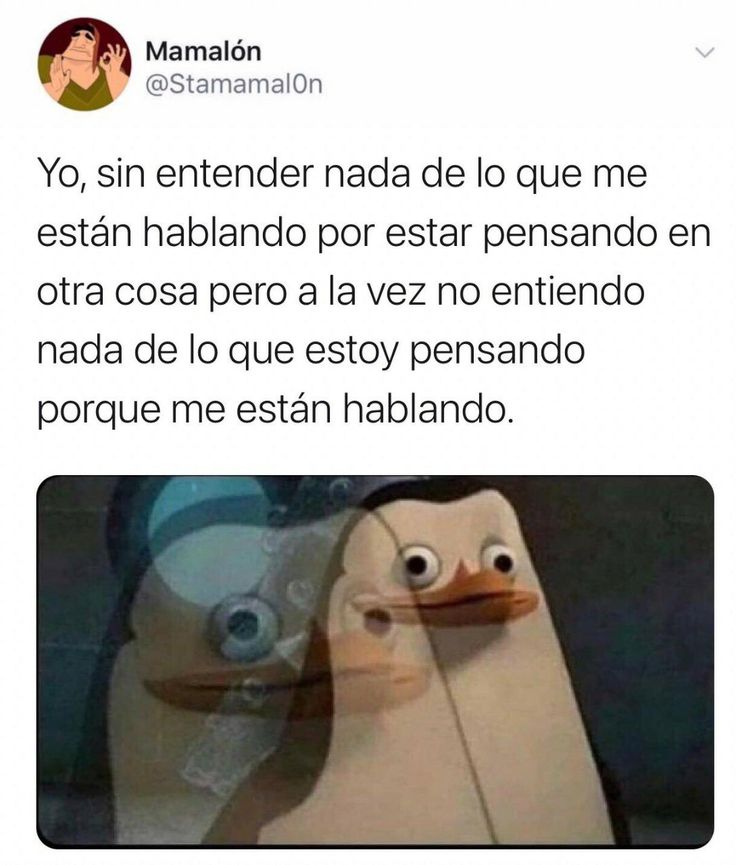 Mamalón
@Stamamal0n
Yo, sin entender nada de lo que me
están hablando por estar pensando en
otra cosa pero a la vez no entiendo
nada de lo que estoy pensando
porque me están hablando.